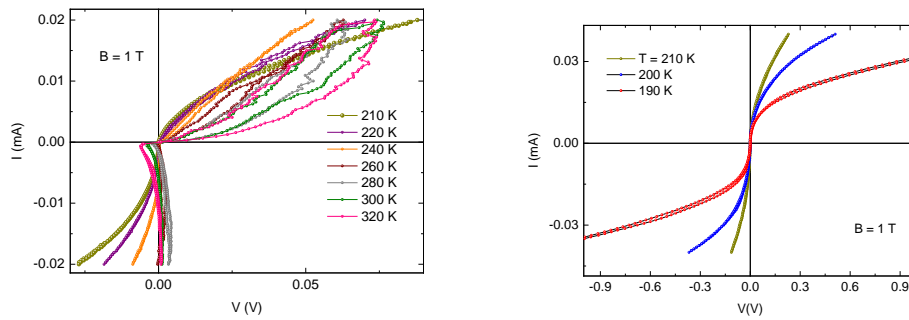 0.02
0.01
0.00
-0.01
-0.02
I (mA)
B = 1 T
210 K
220 K
240 K
260 K
280 K
300 K
320 K
0.00
0.05
V (V)
0.03
0.00
-0.03
I (mA)
T = 210 K
200 K
190 K
B = 1 T
-0.9
-0.6
-0.3
0.0
0.3
0.6
0.9
V(V)